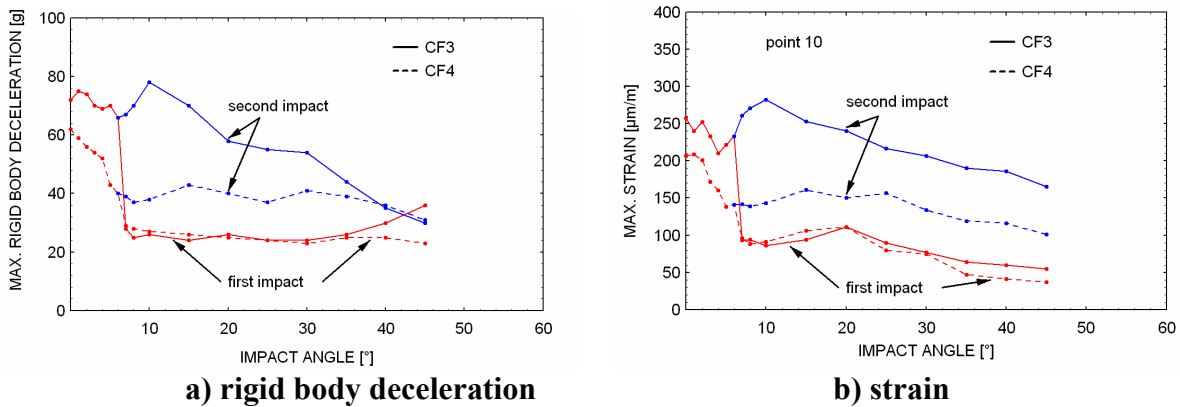 MAX. RIGID BODY DECELERATION [g]
100
80
60
40
20
0
CF3
CF4
second impact
first impact
10
20
30
40
50
60
IMPACT ANGLE [°]
a) rigid body deceleration
MAX. STRAIN [µm/m]
400
350
300
250
200
150
100
50
0
point 10
CF3
CF4
second impact
first impact
10
20
30
40
50
60
IMPACT ANGLE [°]
b) strain